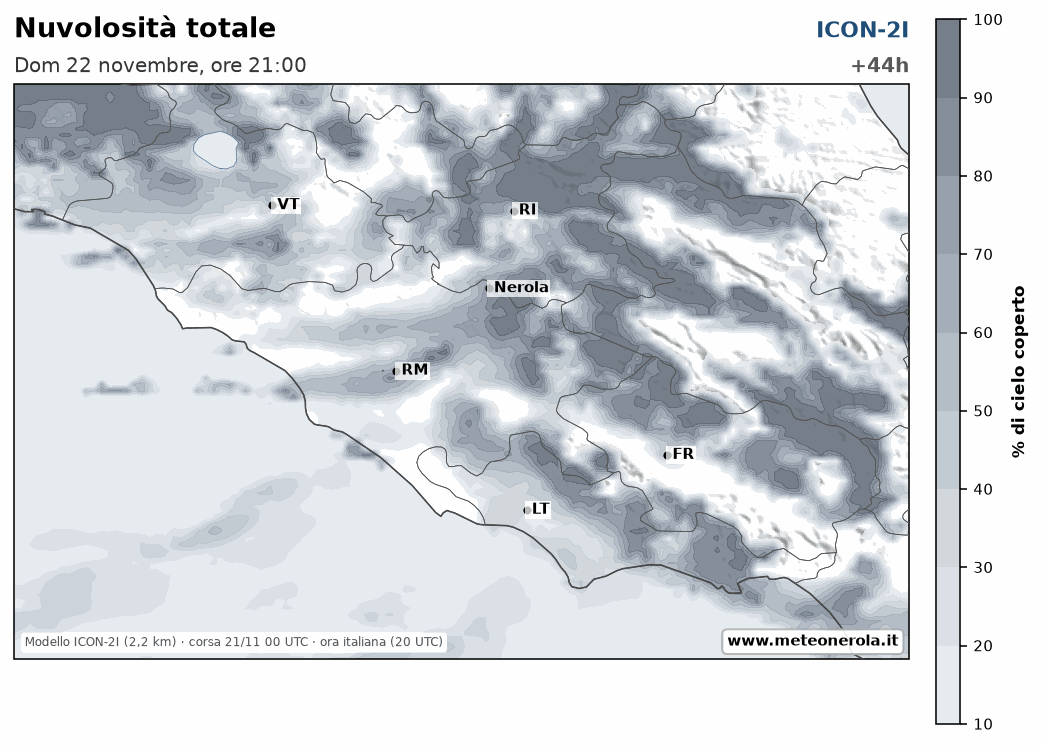 Nuvolosità totale
ICON-2I
Dom 22 novembre, ore 21:00
+44h
100
90
80
70
60
50
40
30
20
10
% di cielo coperto
VT
RI
Nerola
RM
FR
LT
Modello ICON-2I (2,2 km) · corsa 21/11 00 UTC · ora italiana (20 UTC)
www.meteonerola.it